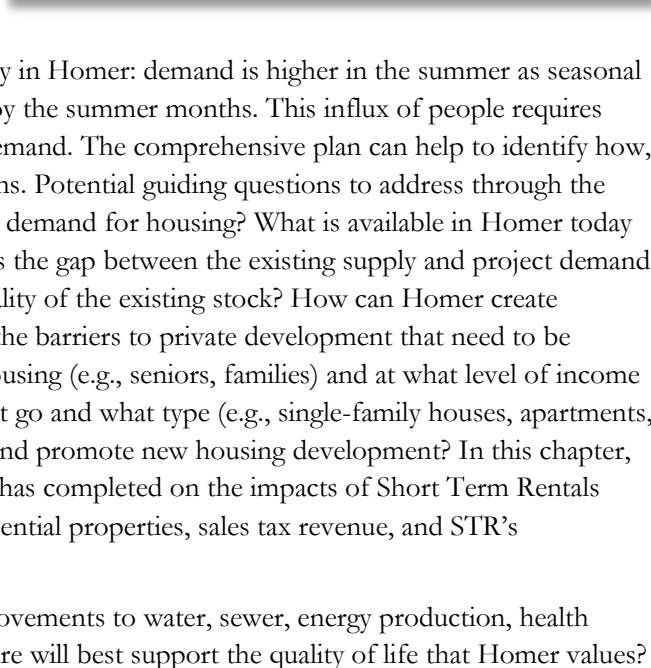 y in Homer: demand is higher in the summer as seasonal
by the summer months. This influx of people requires
emand. The comprehensive plan can help to identify how,
ns. Potential guiding questions to address through the
demand for housing? What is available in Homer today
s the gap between the existing supply and project demand
ality of the existing stock? How can Homer create
the barriers to private development that need to be
ousing (e.g., seniors, families) and at what level of income
t go and what type (e.g., single-family houses, apartments,
nd promote new housing development? In this chapter,
has completed on the impacts of Short Term Rentals
ential properties, sales tax revenue, and STR's
ovements to water, sewer, energy production, health
re will best support the quality of life that Homer values?